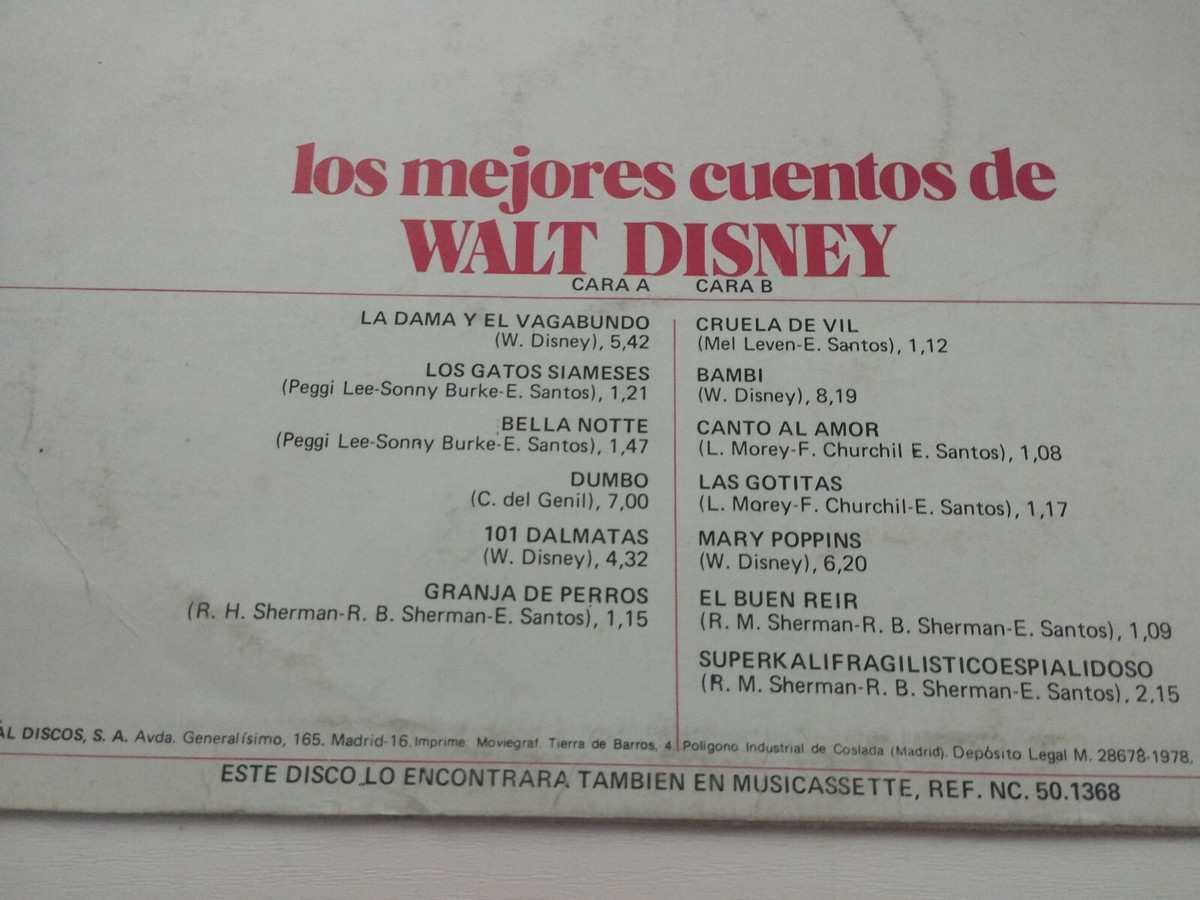 los mejores cuentos de
WALT DISNEY
CARA A
LA DAMA Y EL VAGABUNDO
(W. Disney), 5,42
LOS GATOS SIAMESES
(Peggi Lee-Sonny Burke-E. Santos), 1,21
BELLA NOTTE
(Peggi Lee-Sonny Burke-E. Santos), 1,47
DUMBO
(C. del Genil), 7,00
101 DALMATAS
(W. Disney), 4,32
GRANJA DE PERROS
(R. H. Sherman-R. B. Sherman-E. Santos), 1,15
CARA B
CRUELA DE VIL
(Mel Leven-E. Santos), 1,12
BAMBI
(W. Disney), 8,19
CANTO AL AMOR
(L. Morey-F. Churchil E. Santos), 1,08
LAS GOTITAS
(L. Morey-F. Churchil-E. Santos), 1,17
MARY POPPINS
(W. Disney), 6,20
EL BUEN REIR
(R. M. Sherman-R. B. Sherman-E. Santos), 1,09
SUPERKALIFRAGILISTICOESPIALIDOSO
(R. M. Sherman-R. B. Sherman-E. Santos), 2,15
DISCOS, S. A. Avda. Generalísimo, 165. Madrid-16. Imprime: Moviegraf. Tierra de Barros, 4. Polígono Industrial de Coslada (Madrid). Depósito Legal M. 28678-1978.
ESTE DISCO LO ENCONTRARA TAMBIEN EN MUSICASSETTE, REF. NC. 50.1368